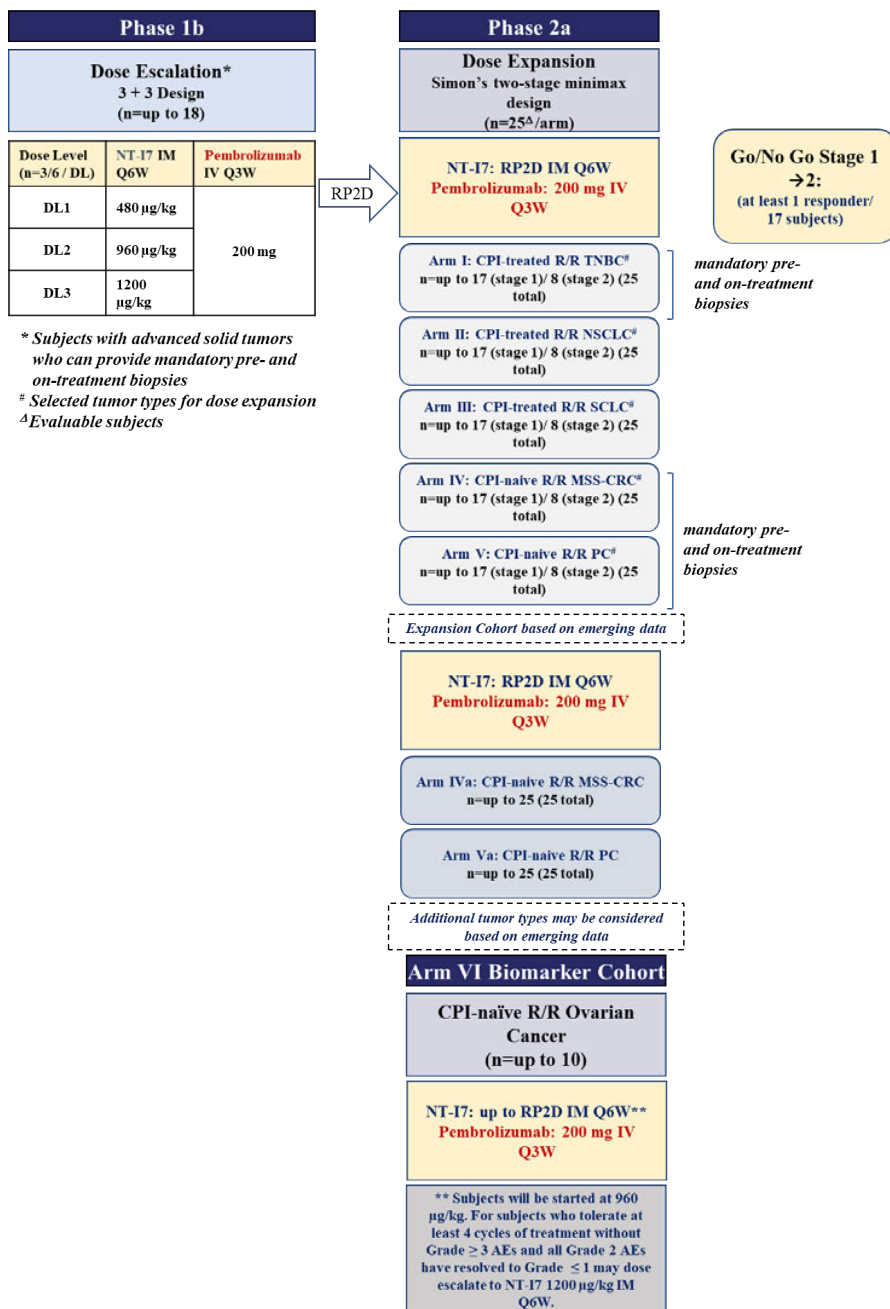 Phase 1b
Dose Escalation*
3 + 3 Design
(n=up to 18)
Dose Level
(n=3/6 / DL)
NT-I7 IM
Q6W
Pembrolizumab
IV Q3W
DL1
480 µg/kg
DL2
960 µg/kg
200 mg
DL3
1200
µg/kg
* Subjects with advanced solid tumors
who can provide mandatory pre- and
on-treatment biopsies
# Selected tumor types for dose expansion
Δ Evaluable subjects
RP2D
Phase 2a
Dose Expansion
Simon's two-stage minimax
design
(n=25Δ/arm)
NT-I7: RP2D IM Q6W
Pembrolizumab: 200 mg IV
Q3W
Go/No Go Stage 1
→2:
(at least 1 responder/
17 subjects)
Arm I: CPI-treated R/R TNBC#
n=up to 17 (stage 1)/ 8 (stage 2) (25
total)
mandatory pre-
and on-treatment
biopsies
Arm II: CPI-treated R/R NSCLC#
n=up to 17 (stage 1)/ 8 (stage 2) (25
total)
Arm III: CPI-treated R/R SCLC#
n=up to 17 (stage 1)/ 8 (stage 2) (25
total)
Arm IV: CPI-naive R/R MSS-CRC#
n=up to 17 (stage 1)/ 8 (stage 2) (25
total)
Arm V: CPI-naive R/R PC#
n=up to 17 (stage 1)/ 8 (stage 2) (25
total)
mandatory pre-
and on-treatment
biopsies
Expansion Cohort based on emerging data
NT-I7: RP2D IM Q6W
Pembrolizumab: 200 mg IV
Q3W
Arm IVa: CPI-naive R/R MSS-CRC
n=up to 25 (25 total)
Arm Va: CPI-naive R/R PC
n=up to 25 (25 total)
Additional tumor types may be considered
based on emerging data
Arm VI Biomarker Cohort
CPI-naïve R/R Ovarian
Cancer
(n=up to 10)
NT-I7: up to RP2D IM Q6W**
Pembrolizumab: 200 mg IV
Q3W
** Subjects will be started at 960
µg/kg. For subjects who tolerate at
least 4 cycles of treatment without
Grade ≥ 3 AEs and all Grade 2 AEs
have resolved to Grade ≤ 1 may dose
escalate to NT-I7 1200 µg/kg IM
Q6W.